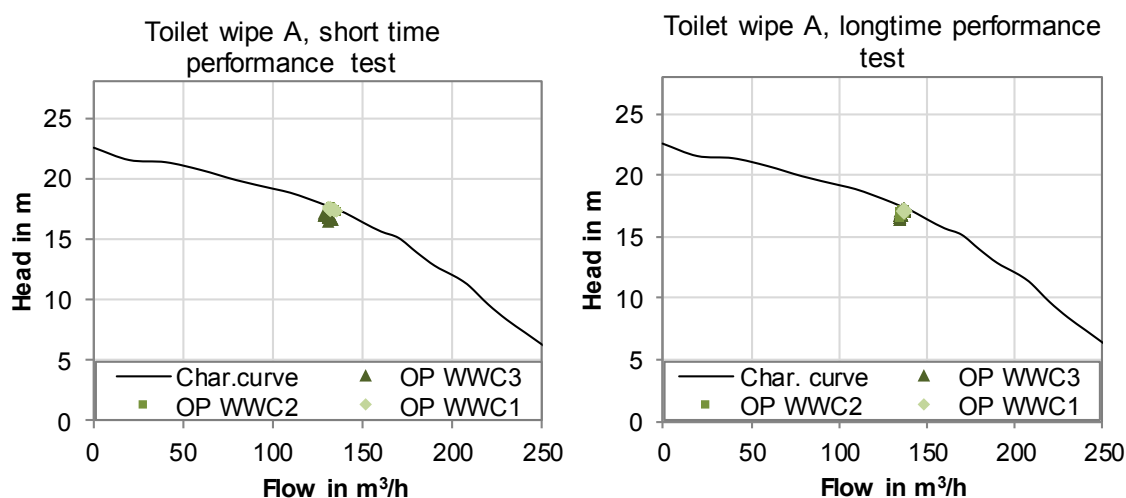 Toilet wipe A, short time
performance test
25
20
15
10
5
0
Head in m
Char.curve
OP WWC3
OP WWC2
OP WWC1
0 50 100 150 200 250
Flow in m³/h
Toilet wipe A, longtime performance
test
25
20
15
10
5
0
Head in m
Char. curve
OP WWC3
OP WWC2
OP WWC1
0 50 100 150 200 250
Flow in m³/h